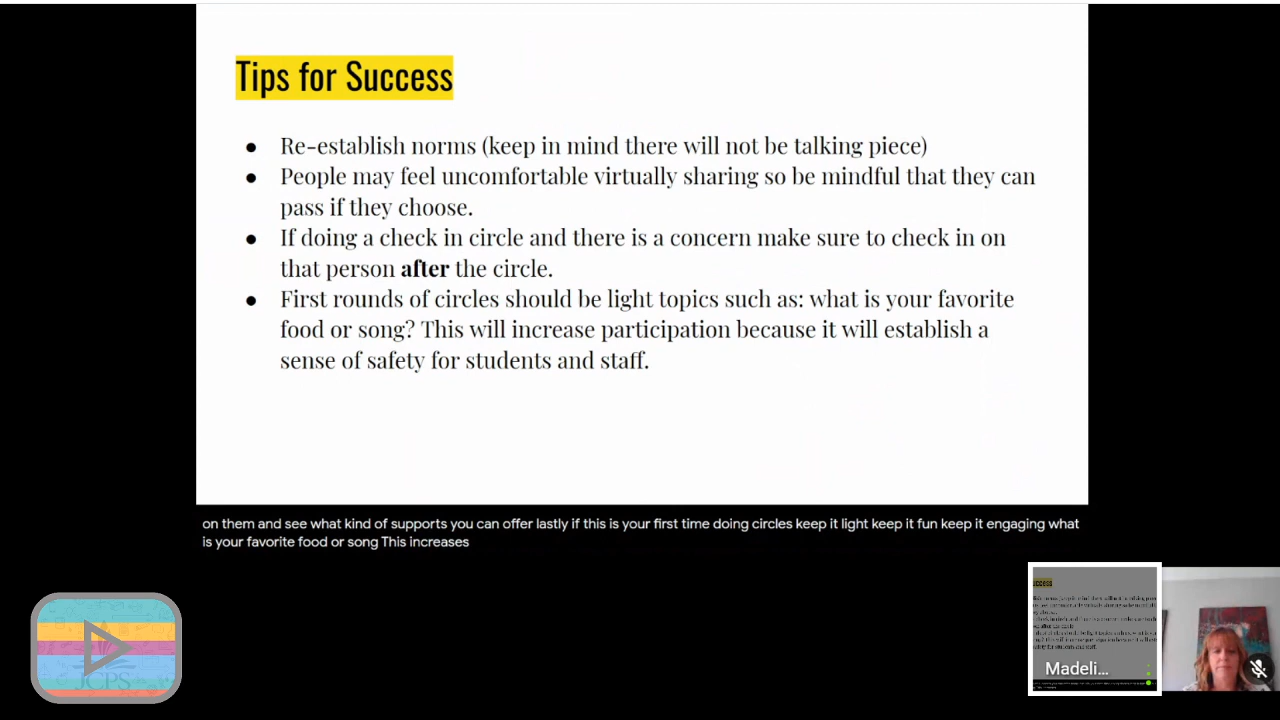 Tips for Success
● Re-establish norms (keep in mind there will not be talking piece)
● People may feel uncomfortable virtually sharing so be mindful that they can
pass if they choose.
● If doing a check in circle and there is a concern make sure to check in on
that person after the circle.
● First rounds of circles should be light topics such as: what is your favorite
food or song? This will increase participation because it will establish a
sense of safety for students and staff.
on them and see what kind of supports you can offer lastly if this is your first time doing circles keep it light keep it fun keep it engaging what
is your favorite food or song This increases
JCPS
Madeli...